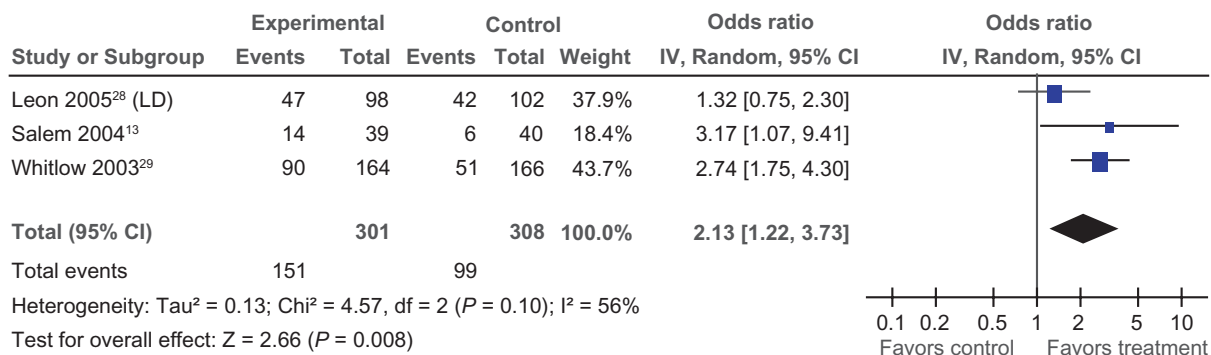 Experimental Control Odds ratio Odds ratio
Study or Subgroup Events Total Events Total Weight IV, Random, 95% CI IV, Random, 95% CI
Leon 2005²⁸ (LD) 47 98 42 102 37.9% 1.32 [0.75, 2.30]
Salem 2004¹³ 14 39 6 40 18.4% 3.17 [1.07, 9.41]
Whitlow 2003²⁹ 90 164 51 166 43.7% 2.74 [1.75, 4.30]
Total (95% CI) 301 308 100.0% 2.13 [1.22, 3.73]
Total events 151 99
Heterogeneity: Tau² = 0.13; Chi² = 4.57, df = 2 (P = 0.10); I² = 56%
Test for overall effect: Z = 2.66 (P = 0.008)
0.1 0.2 0.5 1 2 5 10
Favors control Favors treatment